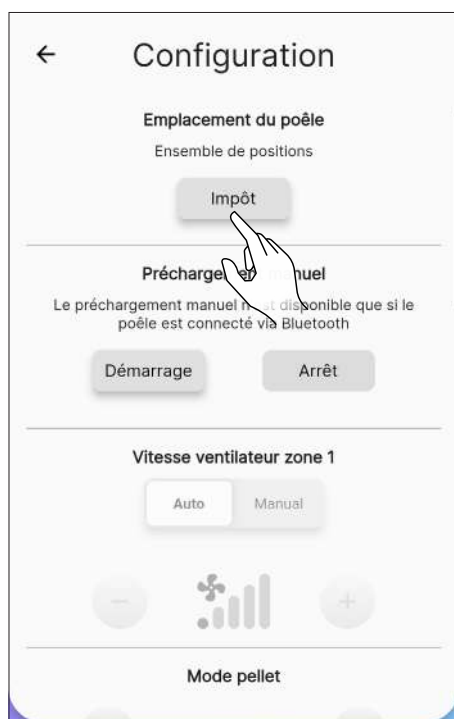 Configuration
Emplacement du poêle
Ensemble de positions
Impôt
manuel
Le préchargement manuel n'est disponible que si le
poêle est connecté via Bluetooth
Démarrage
Arrêt
Vitesse ventilateur zone 1
Auto
Manual
Mode pellet